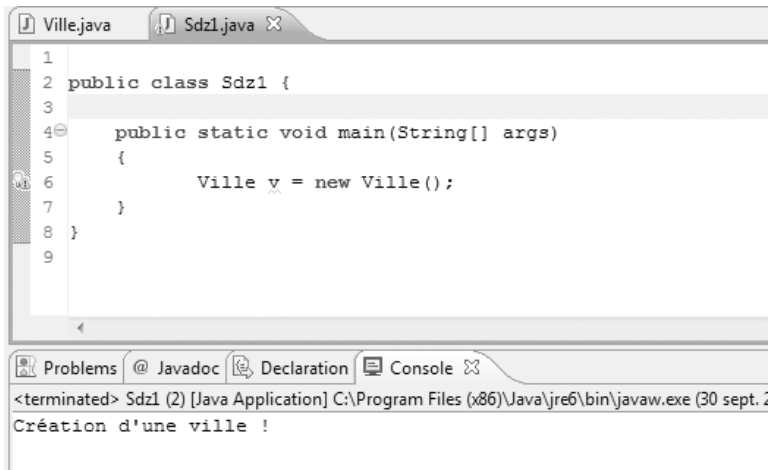 Ville.java Sdz1.java
1
2 public class Sdz1 {
3
4 public static void main(String[] args)
5 {
6 Ville v = new Ville();
7 }
8 }
9
Problems @ Javadoc Declaration Console
<terminated> Sdz1 (2) [Java Application] C:\Program Files (x86)\Java\jre6\bin\javaw.exe (30 sept. 2
Création d'une ville !